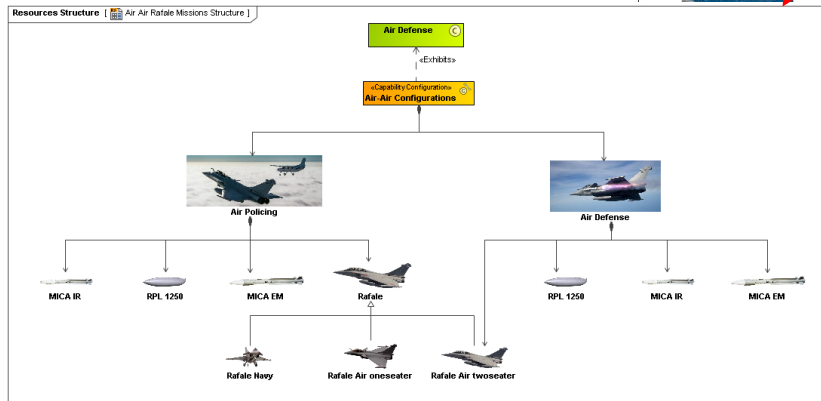 Resources Structure [ Air Air Rafale Missions Structure ]
Air Defense
C
«Exhibits»
«Capability Configuration»
Air-Air Configurations
Air Policing
Air Defense
MICA IR
RPL 1250
MICA EM
Rafale
RPL 1250
MICA IR
MICA EM
Rafale Navy
Rafale Air oneseater
Rafale Air twoseater